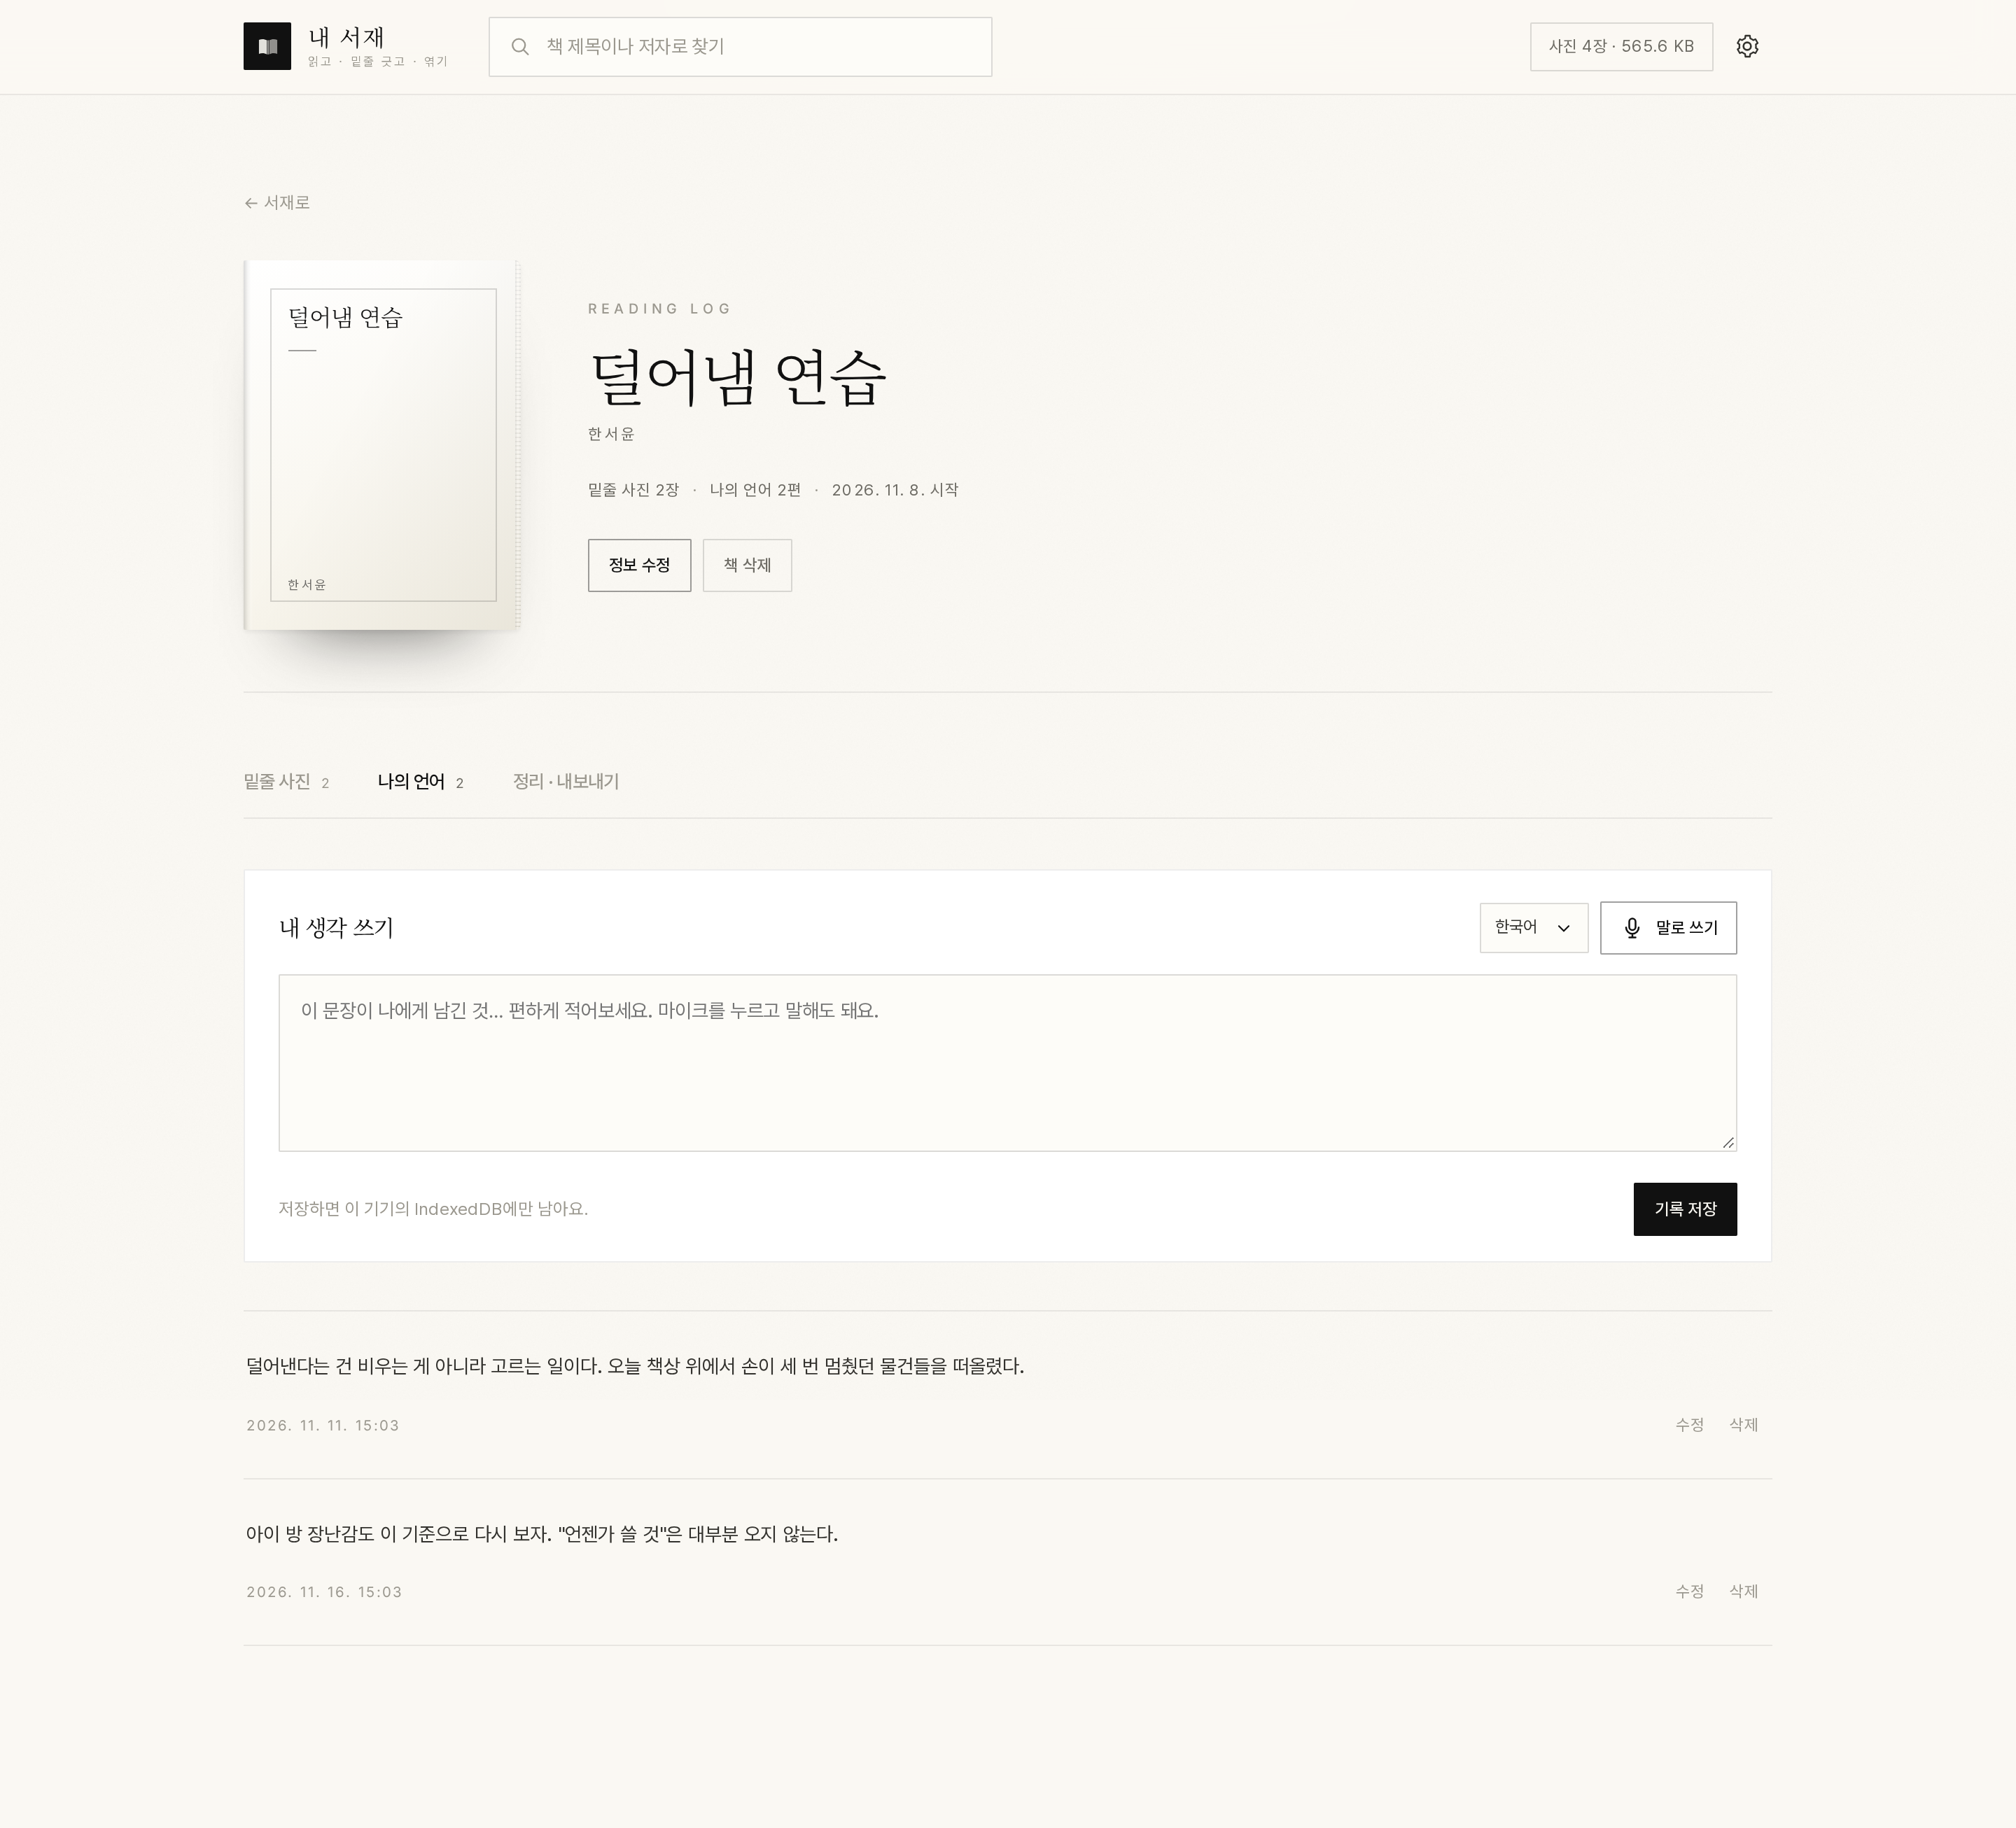 내 서재
읽고 · 밑줄 긋고 · 엮기
책 제목이나 저자로 찾기
사진 4장 · 565.6 KB
← 서재로
덜어냄 연습
한서윤
READING LOG
덜어냄 연습
한서윤
밑줄 사진 2장 · 나의 언어 2편 · 2026. 11. 8. 시작
정보 수정
책 삭제
밑줄 사진 2
나의 언어 2
정리 · 내보내기
내 생각 쓰기
한국어
말로 쓰기
이 문장이 나에게 남긴 것... 편하게 적어보세요. 마이크를 누르고 말해도 돼요.
저장하면 이 기기의 IndexedDB에만 남아요.
기록 저장
덜어낸다는 건 비우는 게 아니라 고르는 일이다. 오늘 책상 위에서 손이 세 번 멈췄던 물건들을 떠올렸다.
2026. 11. 11. 15:03
수정
삭제
아이 방 장난감도 이 기준으로 다시 보자. "언젠가 쓸 것"은 대부분 오지 않는다.
2026. 11. 16. 15:03
수정
삭제